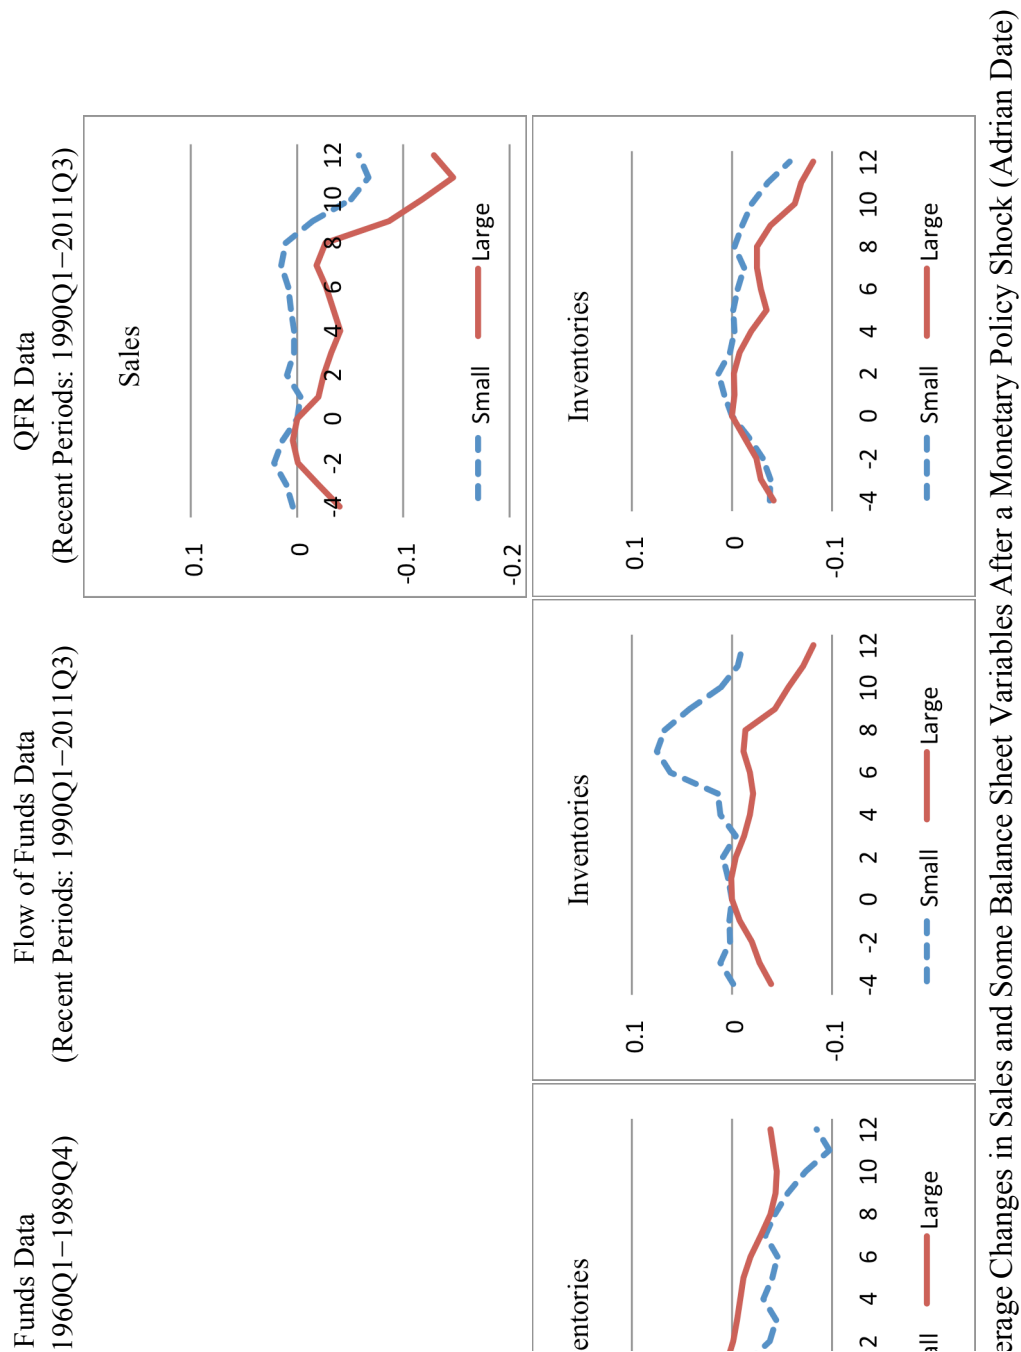 Funds Data
1960Q1−1989Q4)
Flow of Funds Data
(Recent Periods: 1990Q1−2011Q3)
QFR Data
(Recent Periods: 1990Q1−2011Q3)
Sales
0.1
0
-0.1
-0.2
-4 -2 0 2 4 6 8 10 12
Small Large
entories
2 4 6 8 10 12
all Large
Inventories
0.1
0
-0.1
-4 -2 0 2 4 6 8 10 12
Small Large
Inventories
0.1
0
-0.1
-4 -2 0 2 4 6 8 10 12
Small Large
erage Changes in Sales and Some Balance Sheet Variables After a Monetary Policy Shock (Adrian Date)